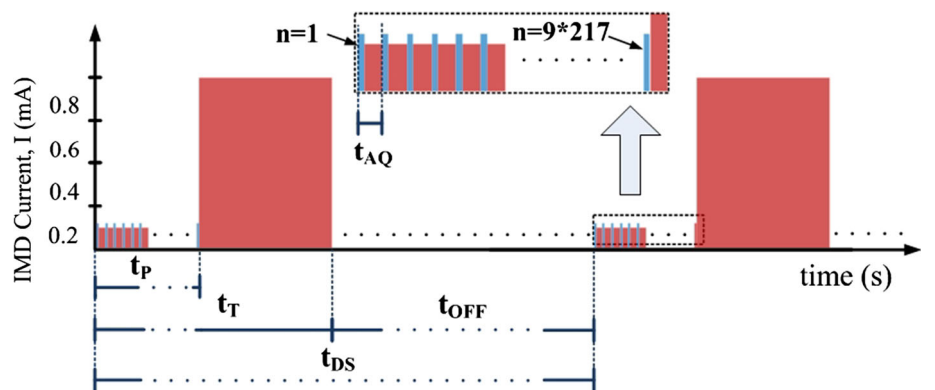 n=1
n=9*217
t_AQ
IMD Current, I (mA)
0.8
0.6
0.4
0.2
t_P
t_T
t_OFF
t_DS
time (s)